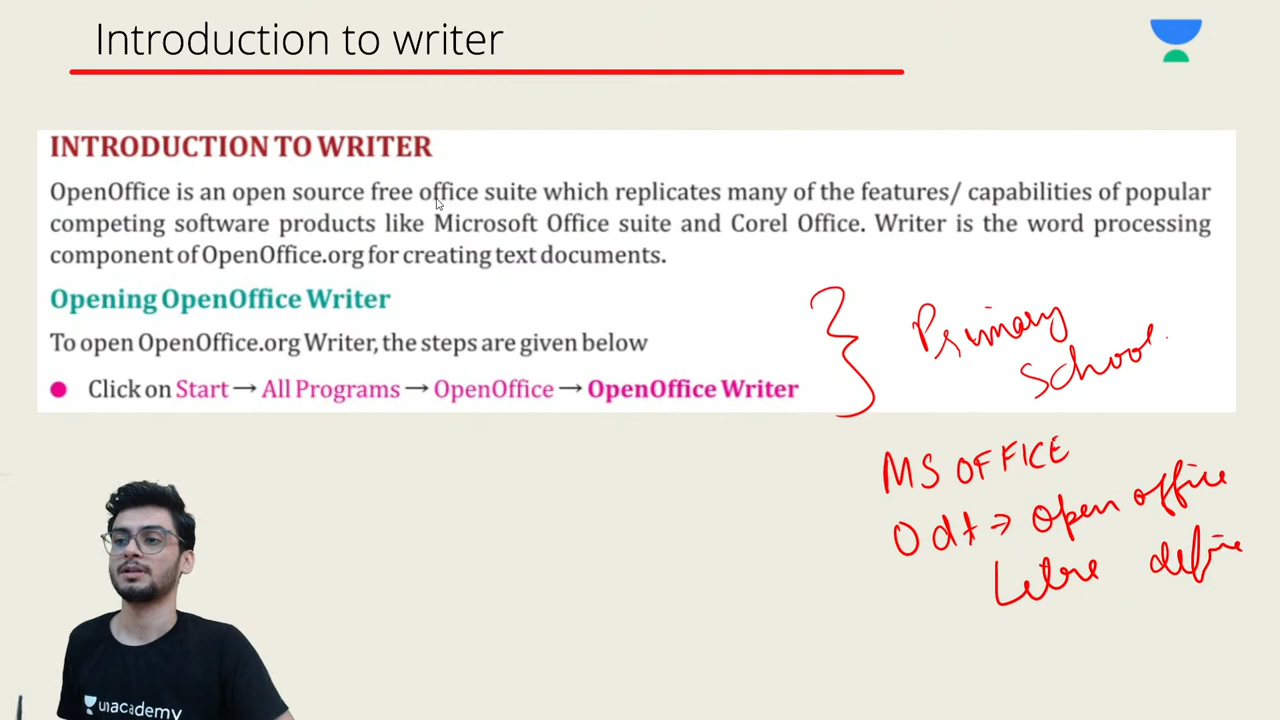 Introduction to writer
INTRODUCTION TO WRITER
OpenOffice is an open source free office suite which replicates many of the features/ capabilities of popular
competing software products like Microsoft Office suite and Corel Office. Writer is the word processing
component of OpenOffice.org for creating text documents.
Opening OpenOffice Writer
To open OpenOffice.org Writer, the steps are given below
● Click on Start → All Programs → OpenOffice → OpenOffice Writer
Primary
School.
MS OFFICE
Odt ⇒ Open office
unacademy